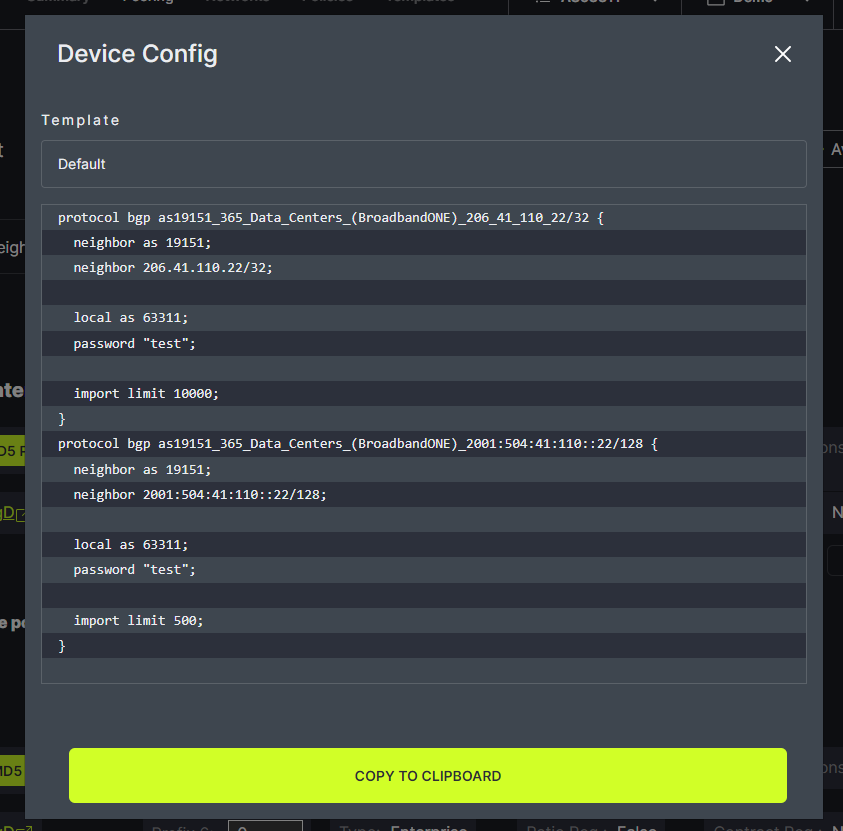 Device Config
Template
Default
protocol bgp as19151_365_Data_Centers_(BroadbandONE)_206_41_110_22/32 {
neighbor as 19151;
neighbor 206.41.110.22/32;
local as 63311;
password "test";
import limit 10000;
}
protocol bgp as19151_365_Data_Centers_(BroadbandONE)_2001:504:41:110::22/128 {
neighbor as 19151;
neighbor 2001:504:41:110::22/128;
local as 63311;
password "test";
import limit 500;
}
COPY TO CLIPBOARD
Enterprise